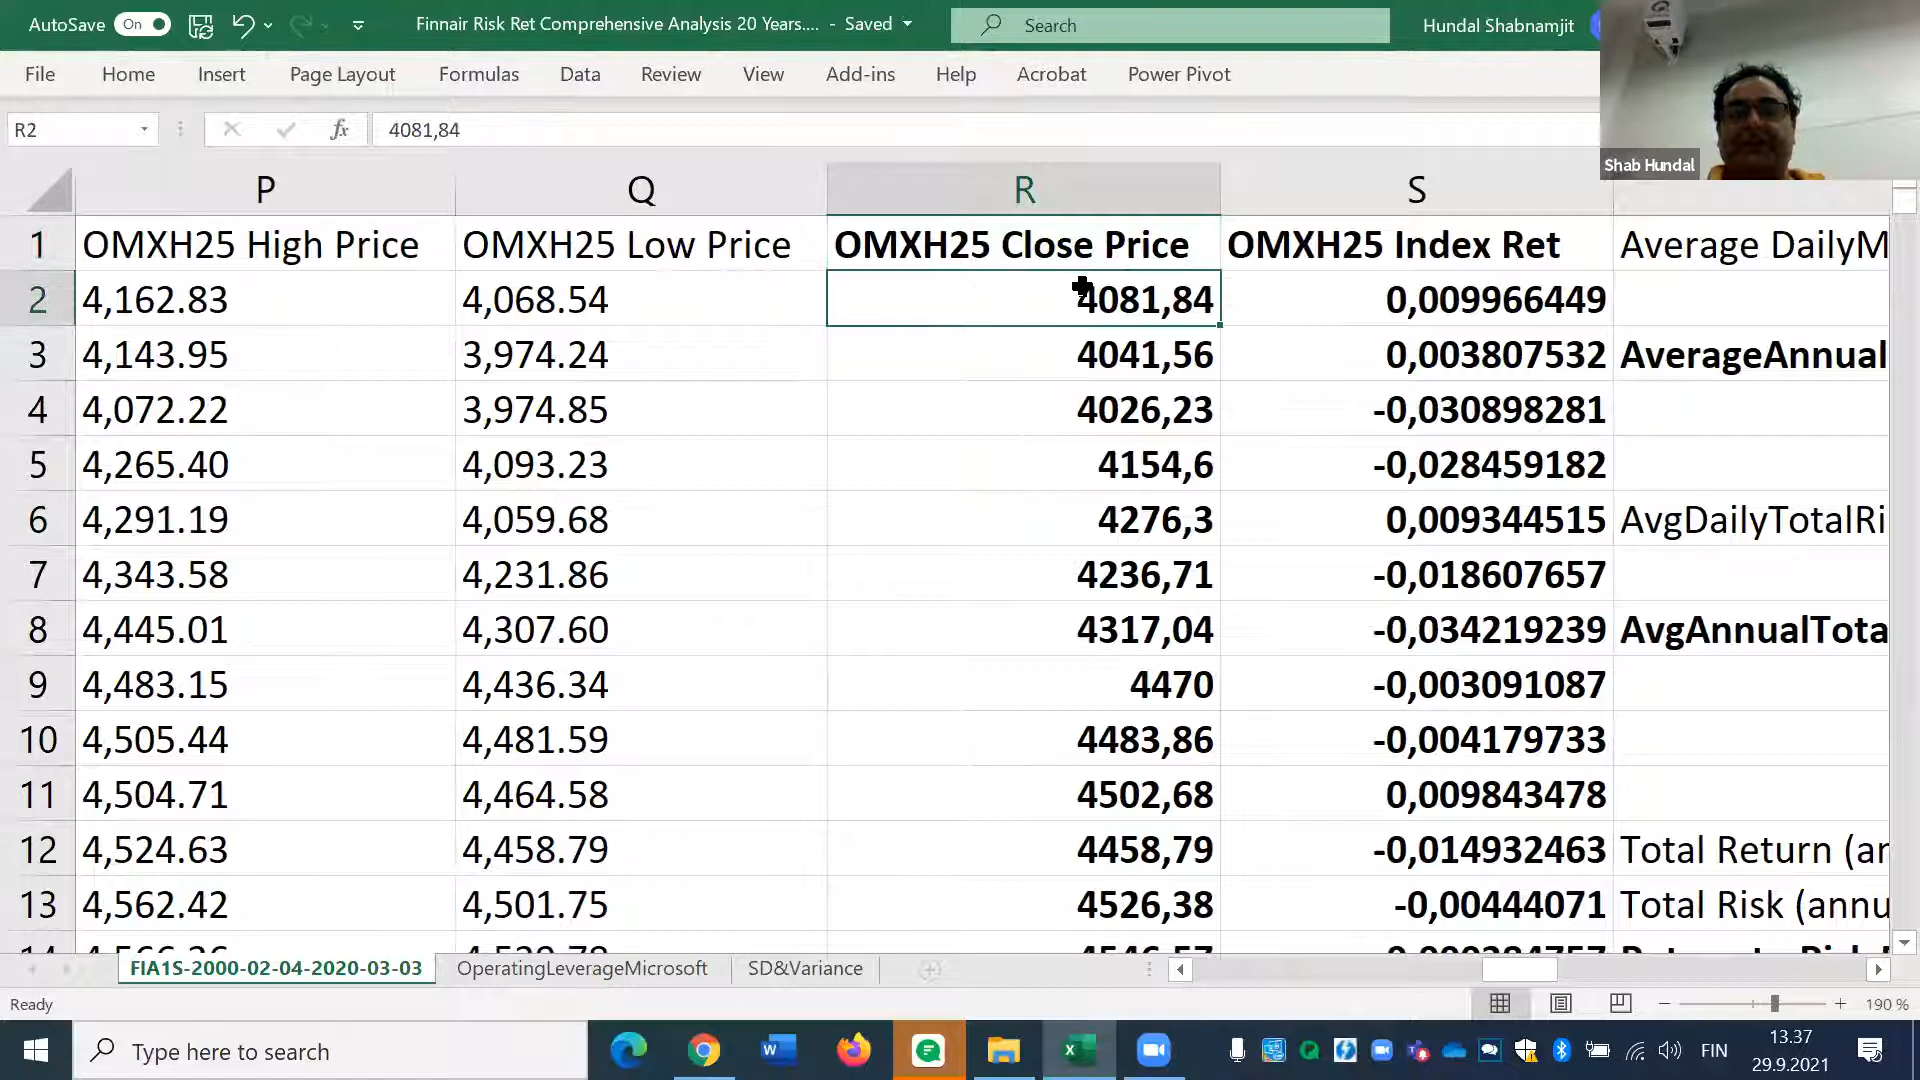 AutoSave On Finnair Risk Ret Comprehensive Analysis 20 Years.... - Saved Search Hundal Shabnamjit
File Home Insert Page Layout Formulas Data Review View Add-ins Help Acrobat Power Pivot
R2 fx 4081,84
Shab Hundal
P Q R S
1 OMXH25 High Price OMXH25 Low Price OMXH25 Close Price OMXH25 Index Ret Average DailyM
2 4,162.83 4,068.54 4081,84 0,009966449
3 4,143.95 3,974.24 4041,56 0,003807532 AverageAnnual
4 4,072.22 3,974.85 4026,23 -0,030898281
5 4,265.40 4,093.23 4154,6 -0,028459182
6 4,291.19 4,059.68 4276,3 0,009344515 AvgDailyTotalRi
7 4,343.58 4,231.86 4236,71 -0,018607657
8 4,445.01 4,307.60 4317,04 -0,034219239 AvgAnnualTota
9 4,483.15 4,436.34 4470 -0,003091087
10 4,505.44 4,481.59 4483,86 -0,004179733
11 4,504.71 4,464.58 4502,68 0,009843478
12 4,524.63 4,458.79 4458,79 -0,014932463 Total Return (an
13 4,562.42 4,501.75 4526,38 -0,00444071 Total Risk (annu
FIA1S-2000-02-04-2020-03-03 OperatingLeverageMicrosoft SD&Variance
Ready 190 %
Type here to search FIN 13.37
29.9.2021